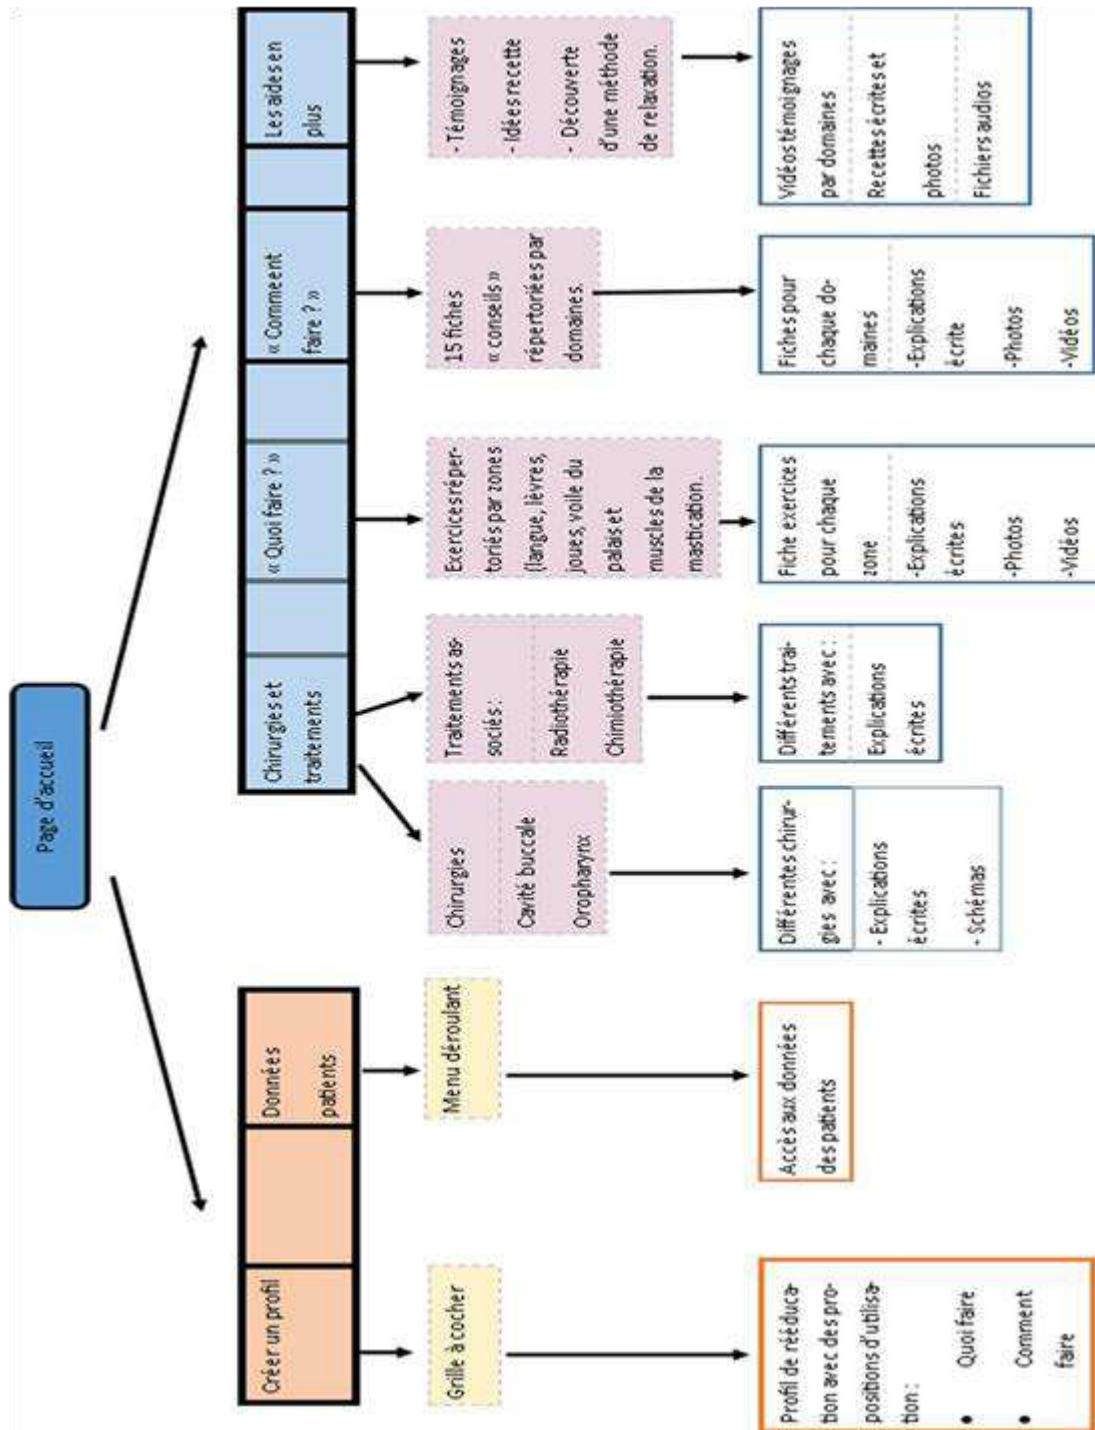 Page d'accueil
Créer un profil
Données
patients
Chirurgies et
traitements
« Quoi faire ? »
« Commeent
faire ? »
Les aides en
plus
Grille à cocher
Menu déroulant
Chirurgies
Cavité buccale
Oropharynx
Traitements as-
sociés :
Radiothérapie
Chimiothérapie
Exercices réper-
toriés par zones
(langue, lèvres,
joues, voile du
palais et
muscles de la
mastication.
15 fiches
« conseils »
répertoriées par
domaines.
- Témoignages
- Idées recette
- Découverte
d'une méthode
de relaxation.
Profil de rééduca-
tion avec des pro-
positions d'utilisa-
tion :
• Quoi faire
• Comment
faire
Accès aux données
des patients
Différentes chirur-
gies avec :
- Explications
écrites
- Schémas
Différents trai-
tements avec :
Explications
écrites
Fiche exercices
pour chaque
zone
-Explications
écrites
-Photos
-Vidéos
Fiches pour
chaque do-
maines
-Explications
écrite
-Photos
-Vidéos
Vidéos témoignages
par domaines
Recettes écrites et
photos
Fichiers audios